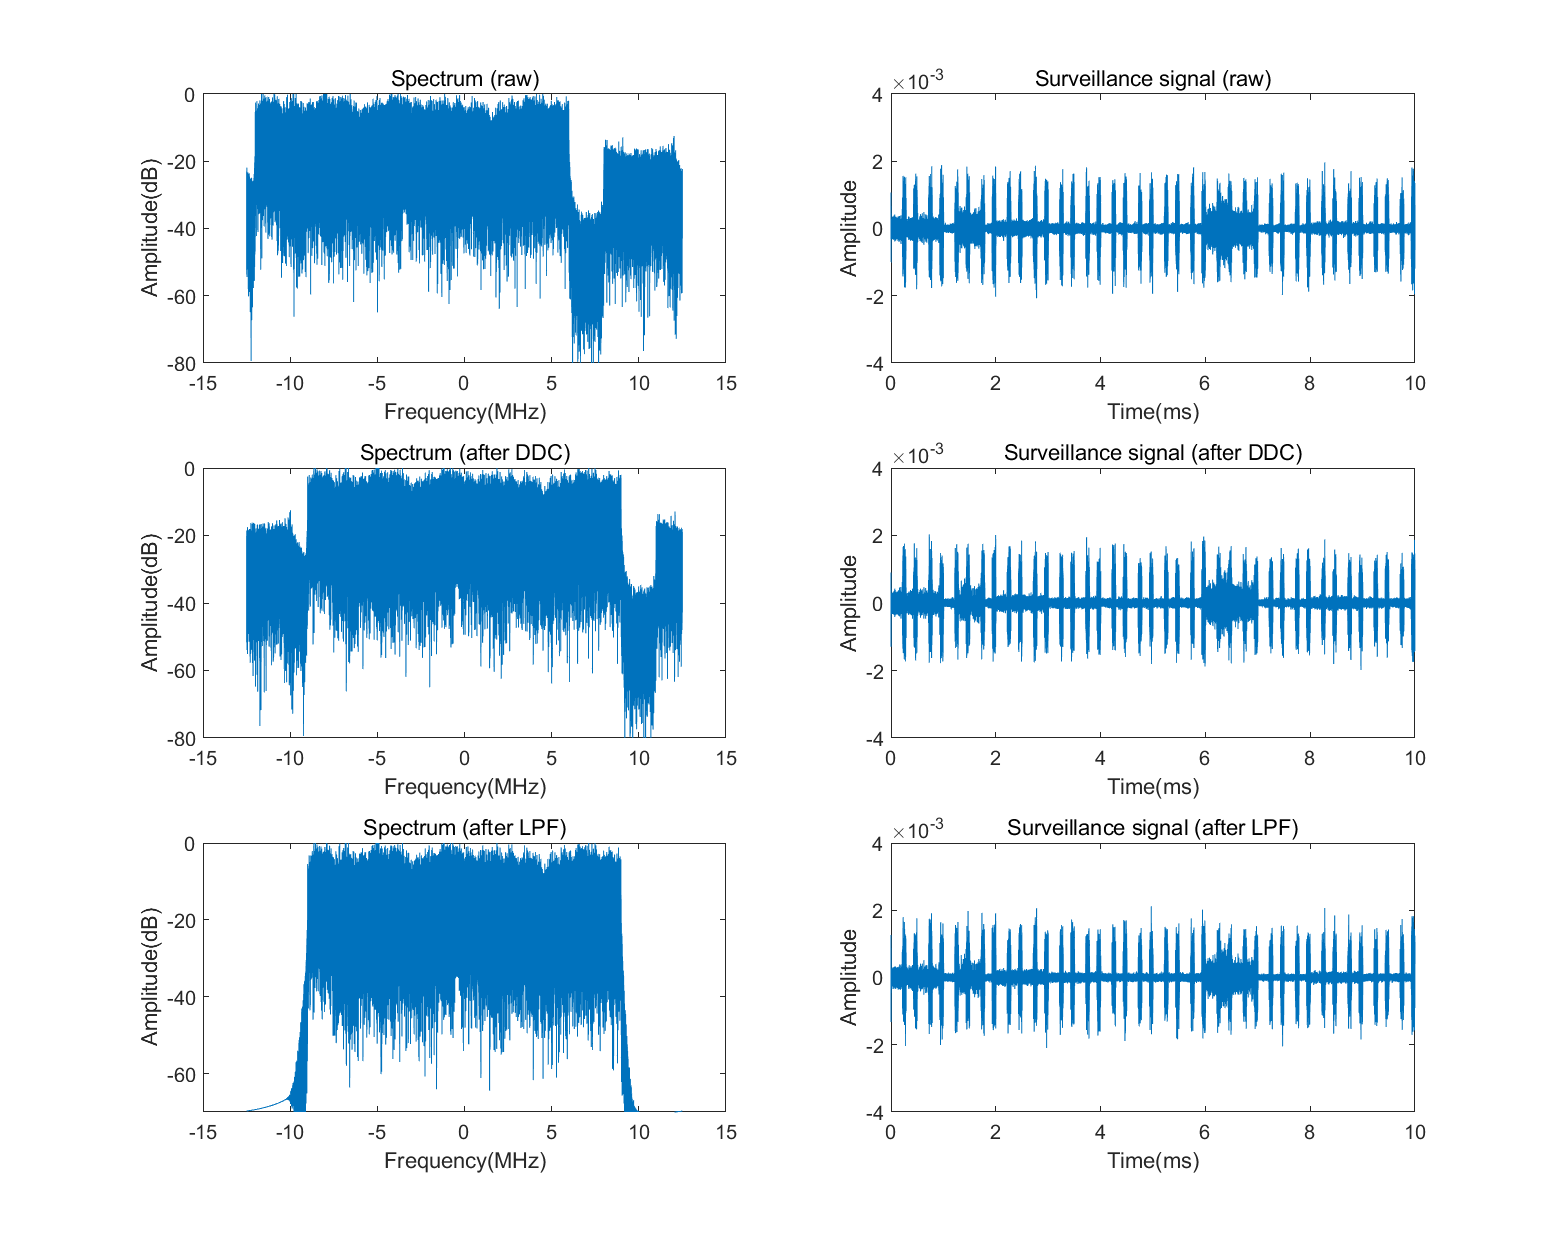 Spectrum (raw)
0
-20
-40
-60
-80
Amplitude(dB)
-15 -10 -5 0 5 10 15
Frequency(MHz)
Surveillance signal (raw)
×10-3
4
2
0
-2
-4
Amplitude
0 2 4 6 8 10
Time(ms)
Spectrum (after DDC)
0
-20
-40
-60
-80
Amplitude(dB)
-15 -10 -5 0 5 10 15
Frequency(MHz)
Surveillance signal (after DDC)
×10-3
4
2
0
-2
-4
Amplitude
0 2 4 6 8 10
Time(ms)
Spectrum (after LPF)
0
-20
-40
-60
Amplitude(dB)
-15 -10 -5 0 5 10 15
Frequency(MHz)
Surveillance signal (after LPF)
×10-3
4
2
0
-2
-4
Amplitude
0 2 4 6 8 10
Time(ms)